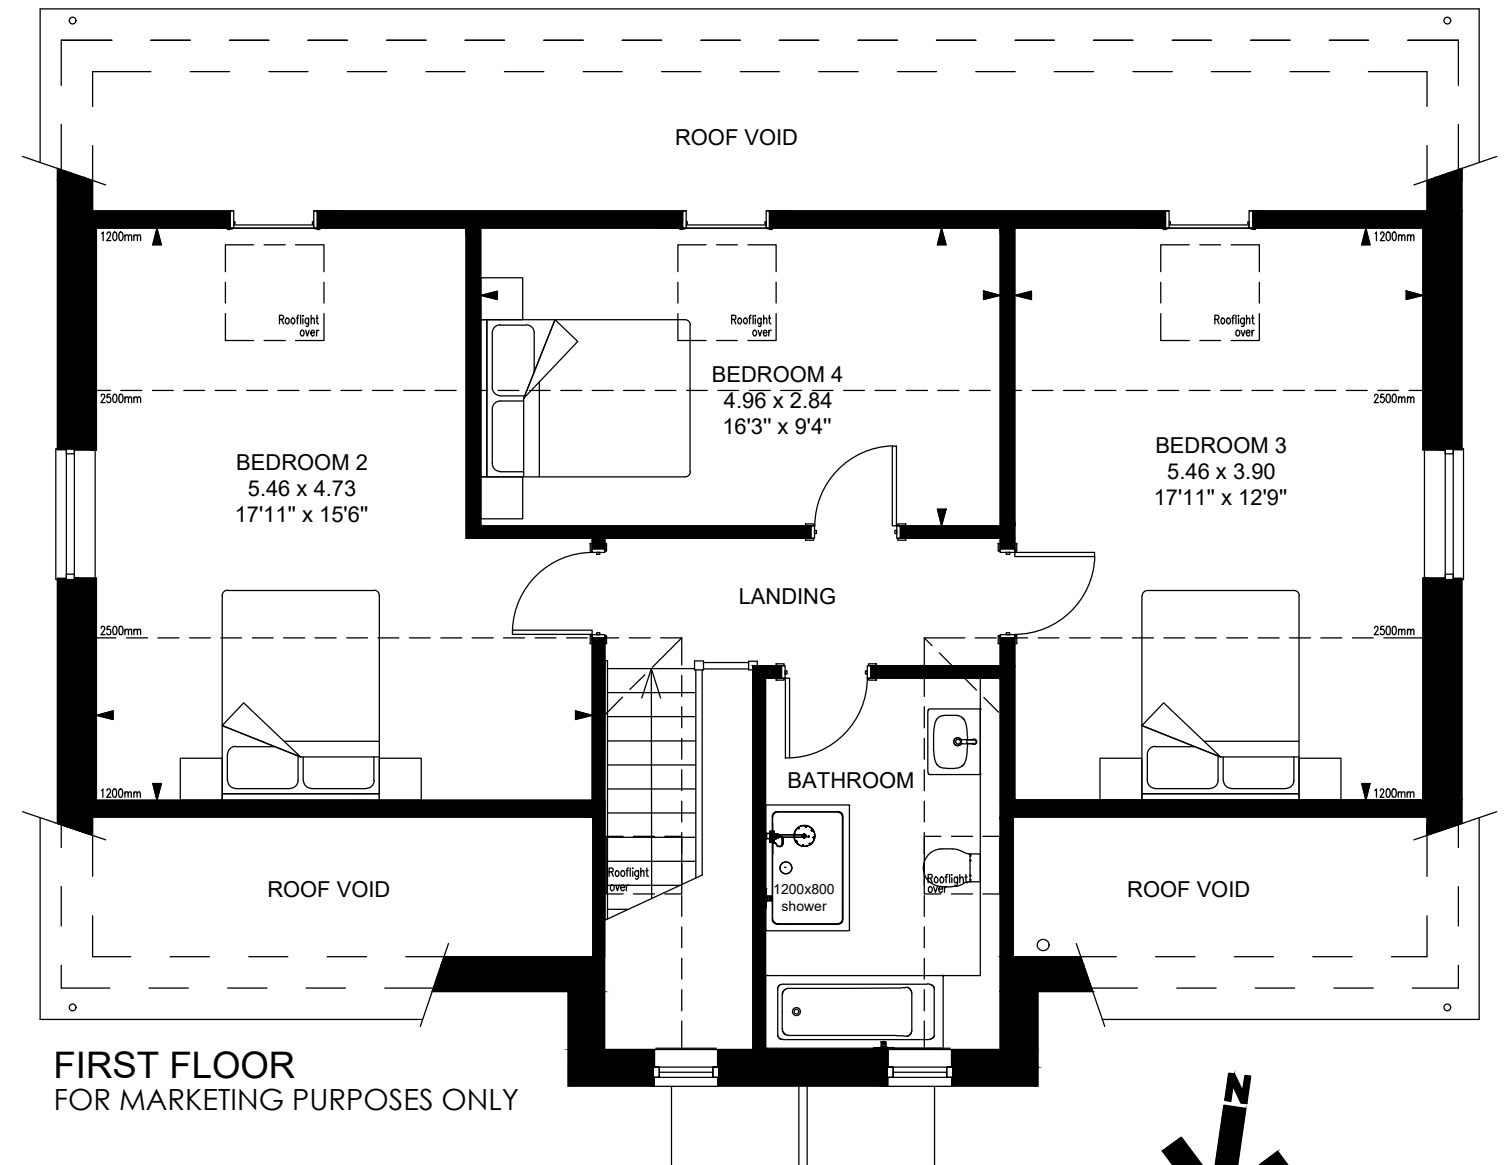 ROOF VOID
1200mm
1200mm
Rooflight
over
Rooflight
over
Rooflight
over
BEDROOM 4
4.96 x 2.84
16'3" x 9'4"
2500mm
2500mm
BEDROOM 2
5.46 x 4.73
17'11" x 15'6"
BEDROOM 3
5.46 x 3.90
17'11" x 12'9"
LANDING
2500mm
2500mm
BATHROOM
1200mm
1200mm
ROOF VOID
Rooflight
over
1200x800
shower
Rooflight
over
ROOF VOID
FIRST FLOOR
FOR MARKETING PURPOSES ONLY
N